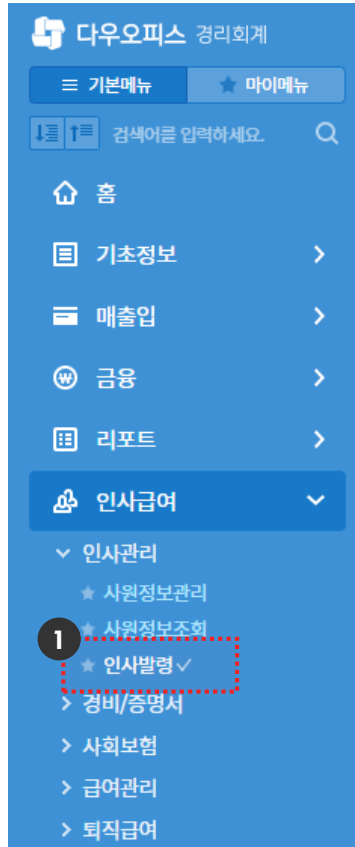 다우오피스 경리회계
기본메뉴 마이메뉴
검색어를 입력하세요.
홈
기초정보
매출입
금융
리포트
인사급여
인사관리
사원정보관리
1 사원정보조회
인사발령
경비/증명서
사회보험
급여관리
퇴직급여